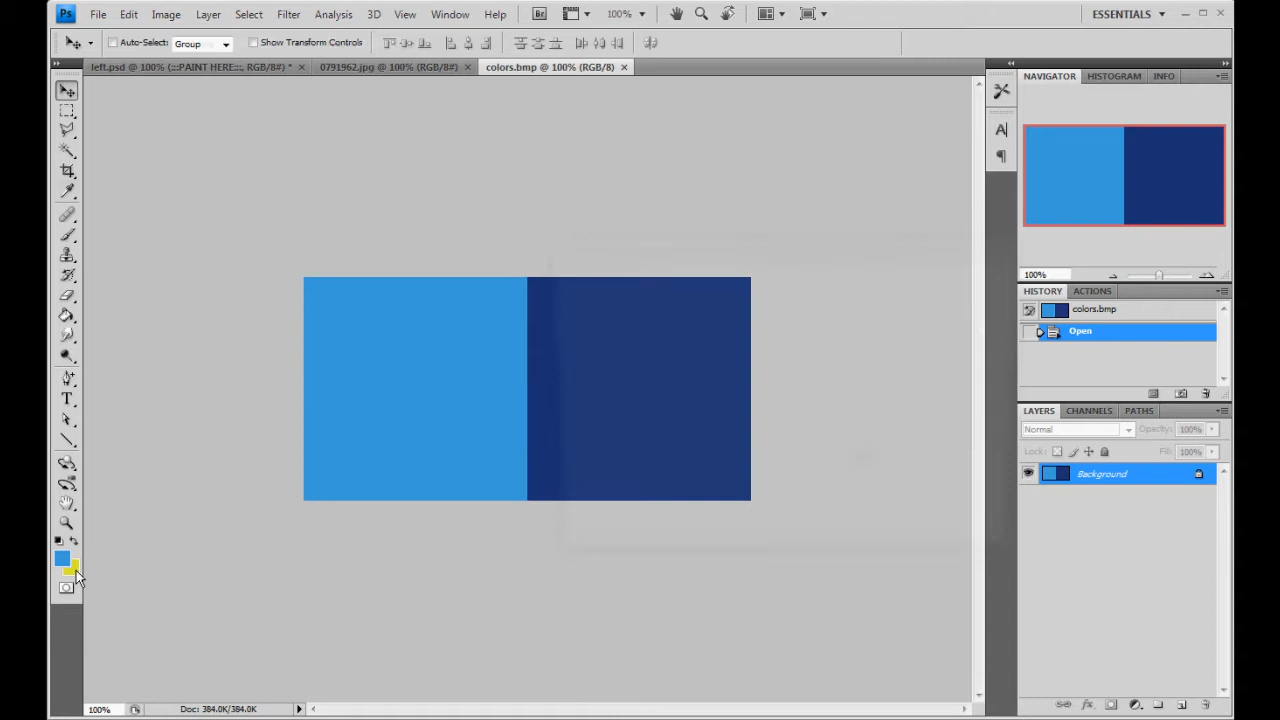 Ps File Edit Image Layer Select Filter Analysis 3D View Window Help Br 100% ESSENTIALS
Auto-Select: Group Show Transform Controls
left.psd @ 100% (:::PAINT HERE:::, RGB/8#) * 0791962.jpg @ 100% (RGB/8#) colors.bmp @ 100% (RGB/8)
NAVIGATOR HISTOGRAM INFO
A
T
100%
HISTORY ACTIONS
colors.bmp
Open
LAYERS CHANNELS PATHS
Normal Opacity: 100%
Lock: Fill: 100%
Background
100% Doc: 384.0K/384.0K